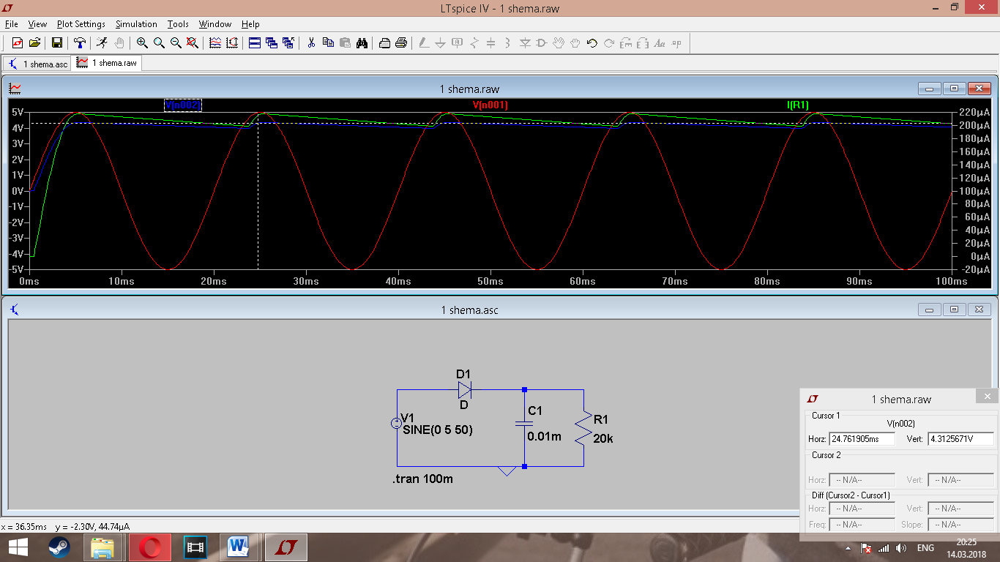 LTspice IV - 1 shema.raw
File View Plot Settings Simulation Tools Window Help
1 shema.asc 1 shema.raw
1 shema.raw
V(n002) V(n001) I(R1)
5V 220µA
4V 200µA
3V 180µA
160µA
2V 140µA
1V 120µA
0V 100µA
-1V 80µA
-2V 60µA
40µA
-3V 20µA
-4V 0µA
-5V -20µA
0ms 10ms 20ms 30ms 40ms 50ms 60ms 70ms 80ms 90ms 100ms
1 shema.asc
D1
D
V1
SINE(0 5 50)
C1
0.01m
R1
20k
.tran 100m
1 shema.raw
Cursor 1
V(n002)
Horz: 24.761905ms Vert: 4.3125671V
Cursor 2
Horz: -- N/A-- Vert: -- N/A--
Diff (Cursor2 - Cursor1)
Horz: -- N/A-- Vert: -- N/A--
Freq: -- N/A-- Slope: -- N/A--
x = 36.35ms y = -2.30V, 44.74µA
ENG
20:25
14.03.2018